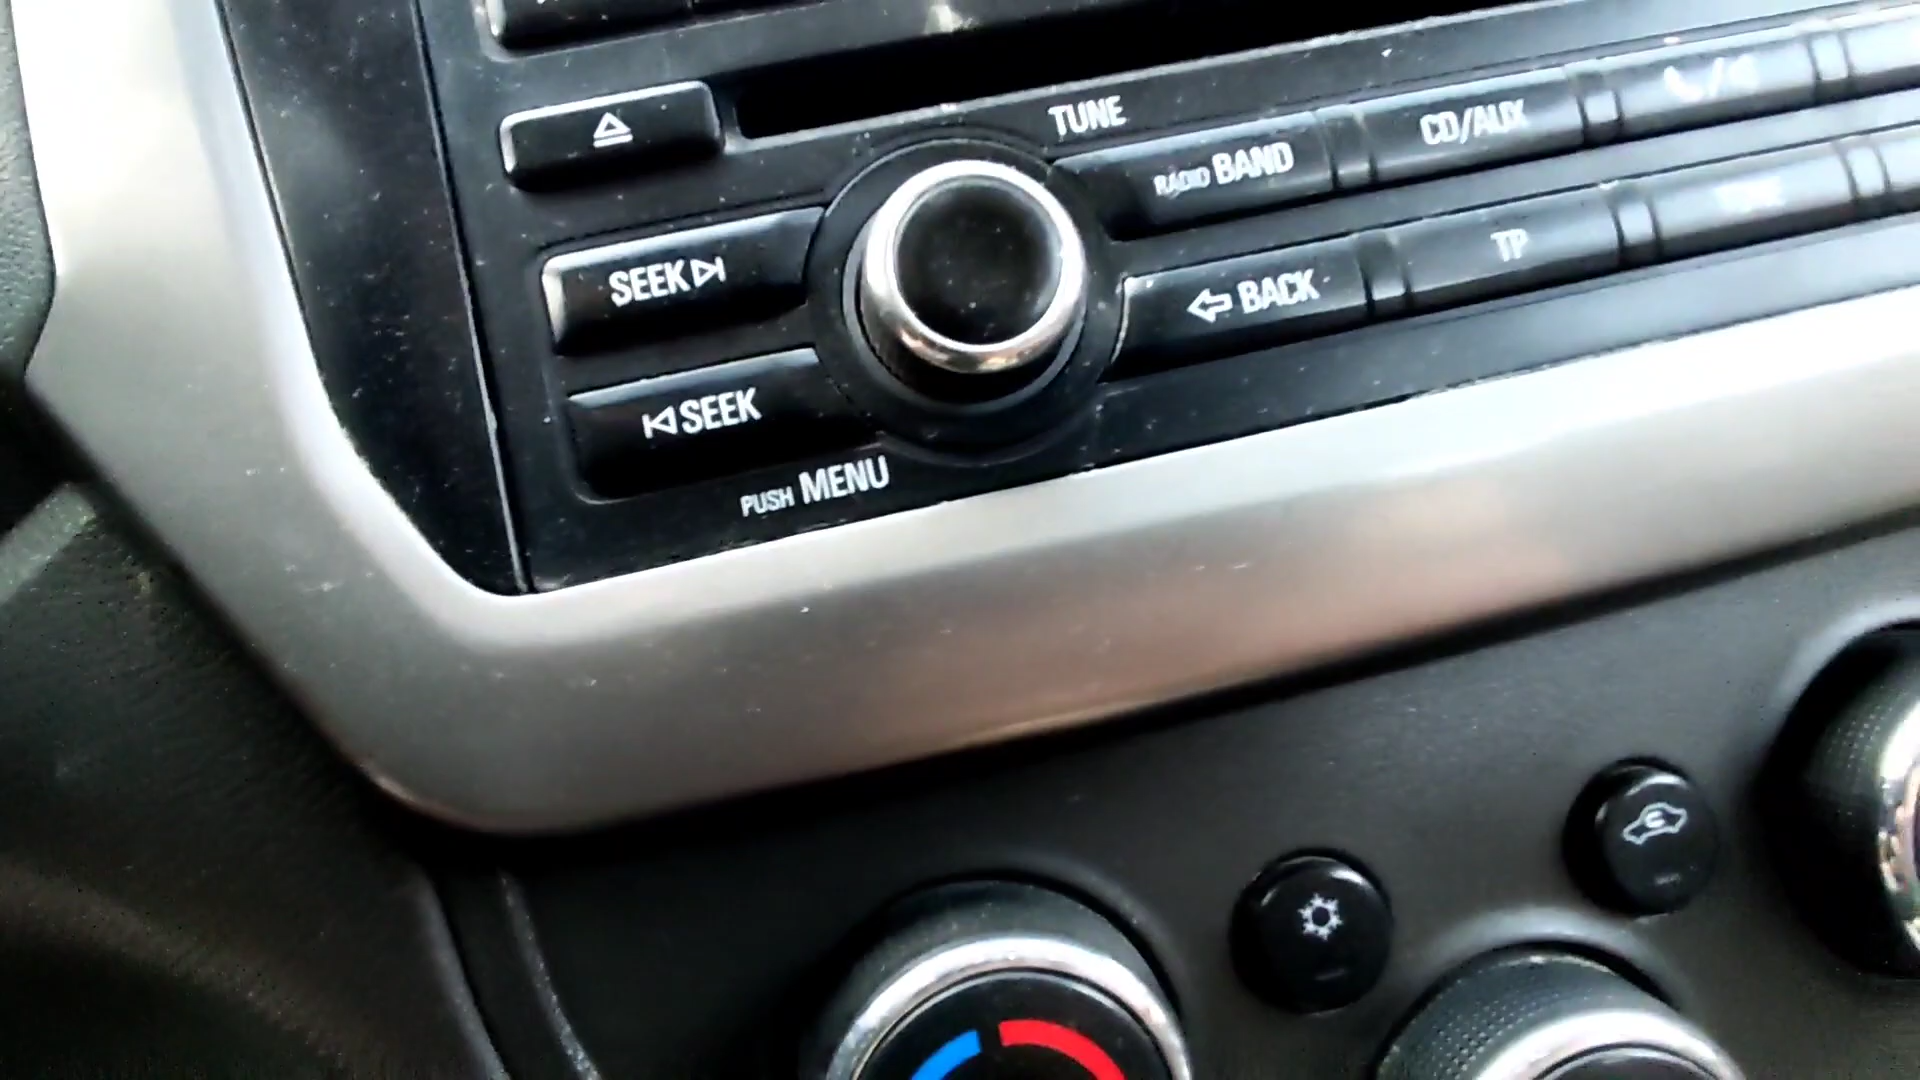 TUNE
RADIO BAND
CD/AUX
SEEK
BACK
TP
SEEK
PUSH MENU